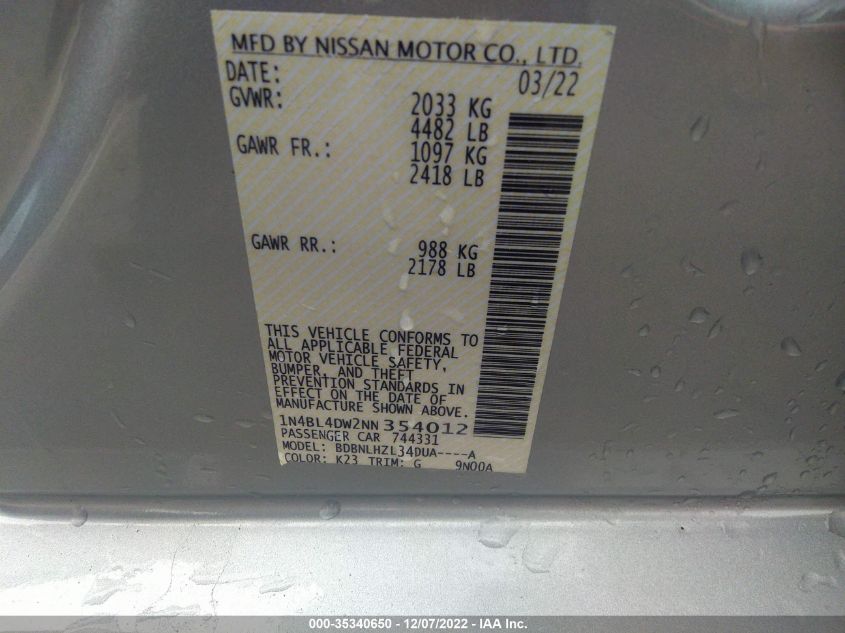 MFD BY NISSAN MOTOR CO., LTD.
DATE: 03/22
GVWR: 2033 KG
4482 LB
GAWR FR.: 1097 KG
2418 LB
GAWR RR.: 988 KG
2178 LB
THIS VEHICLE CONFORMS TO
ALL APPLICABLE FEDERAL
MOTOR VEHICLE SAFETY,
BUMPER, AND THEFT
PREVENTION STANDARDS IN
EFFECT ON THE DATE OF
MANUFACTURE SHOWN ABOVE.
1N4BL4DW2NN354012
PASSENGER CAR 744331
MODEL: BDBNLHZL34DUA----A
COLOR: K23 TRIM: G 9N00A
000-35340650 - 12/07/2022 - IAA Inc.